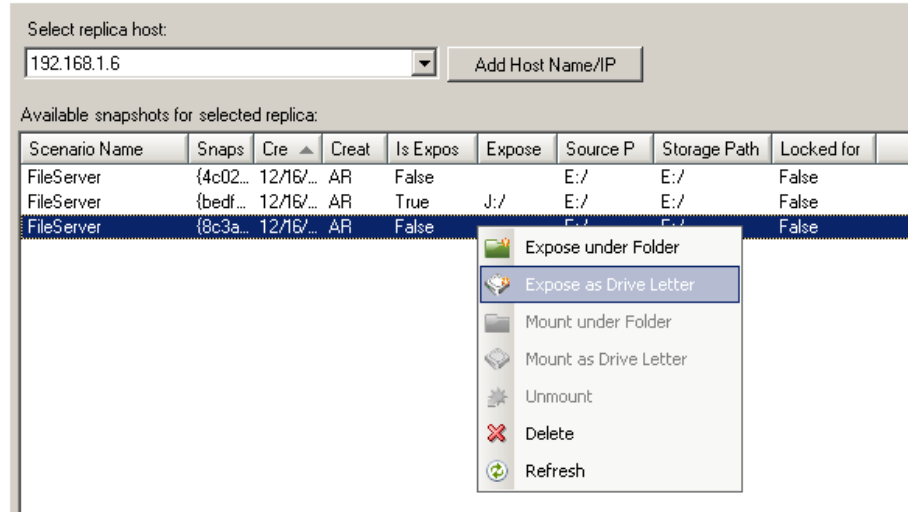 Select replica host:
192.168.1.6 Add Host Name/IP
Available snapshots for selected replica:
Scenario Name Snaps Cre Creat Is Expos Expose Source P Storage Path Locked for
FileServer {4c02... 12/16/... AR False E:/ E:/ False
FileServer {bedf... 12/16/... AR True J:/ E:/ E:/ False
FileServer {8c3a... 12/16/... AR False E:/ E:/ False
Expose under Folder
Expose as Drive Letter
Mount under Folder
Mount as Drive Letter
Unmount
Delete
Refresh